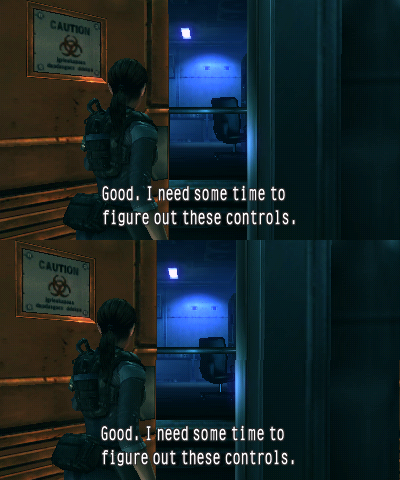 CAUTION
Good. I need some time to
figure out these controls.
CAUTION
Good. I need some time to
figure out these controls.